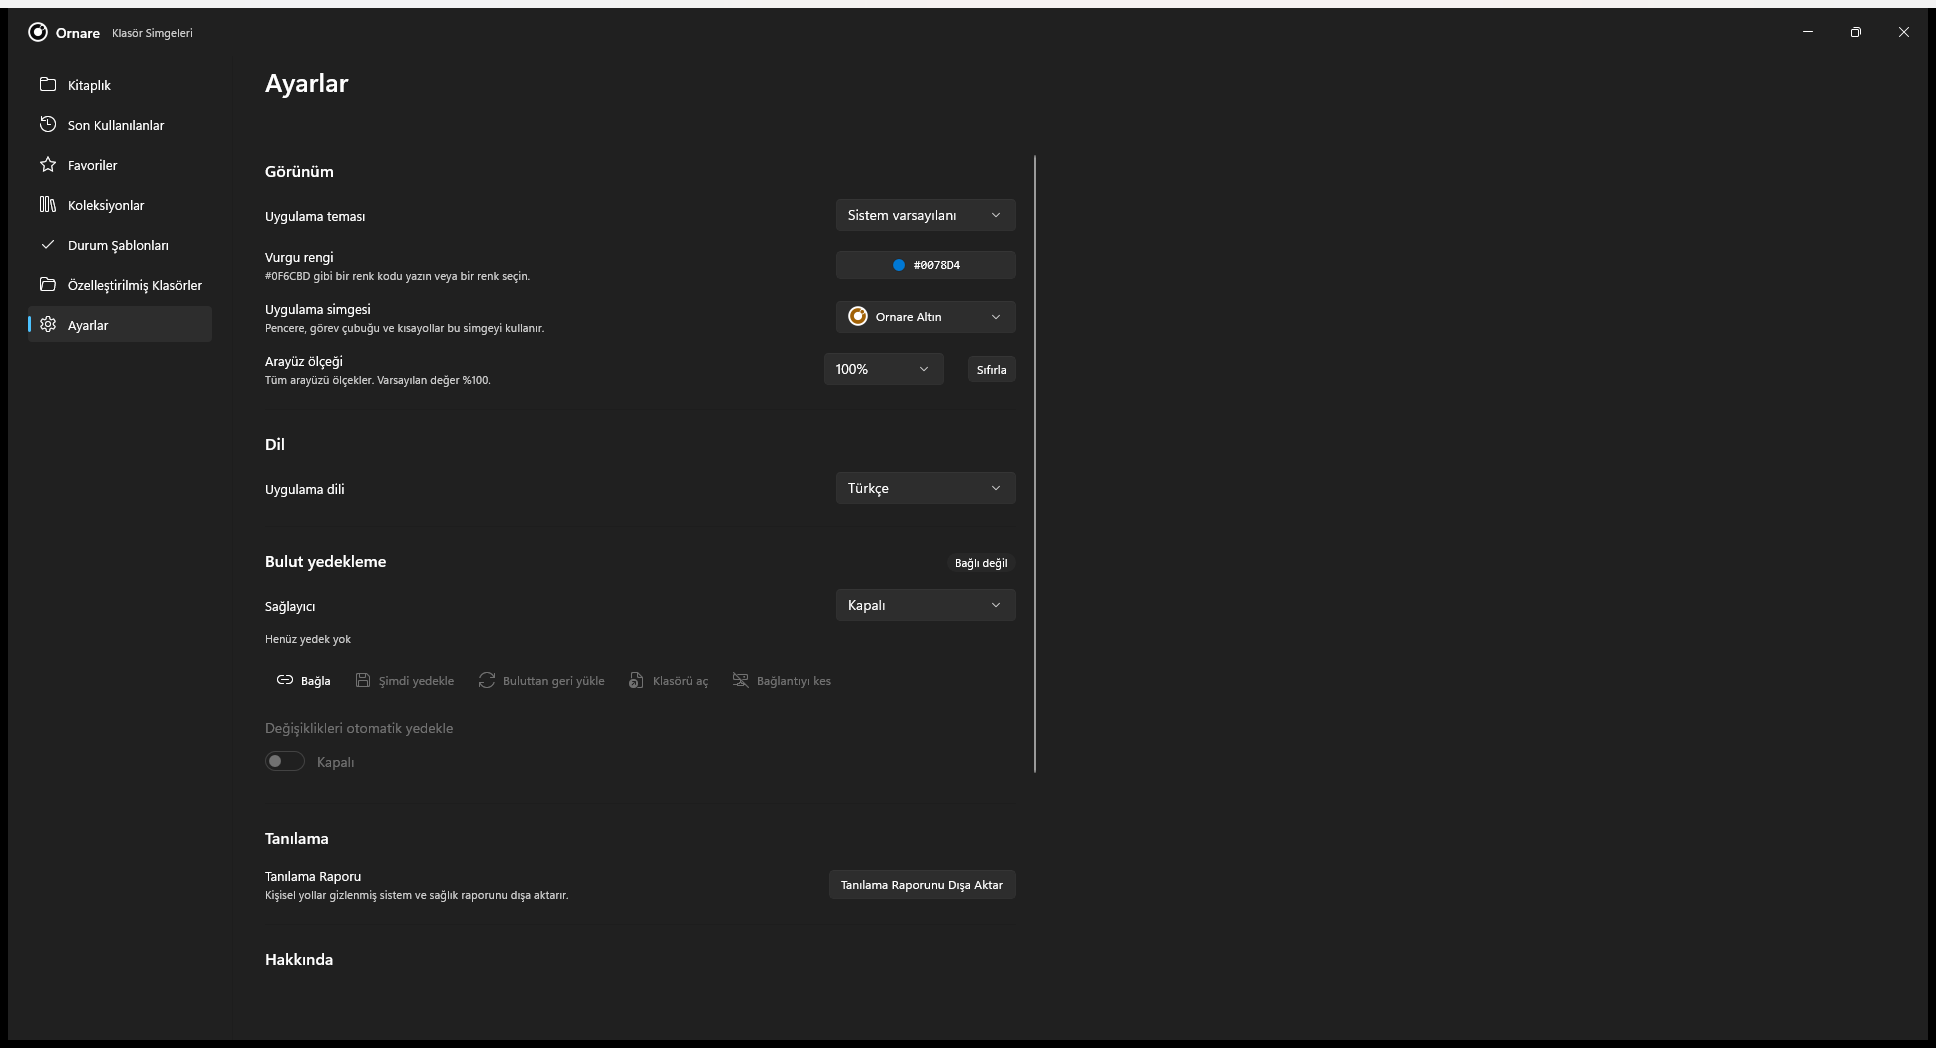 Ornare Klasör Simgeleri
Kitaplık
Son Kullanılanlar
Favoriler
Koleksiyonlar
Durum Şablonları
Özelleştirilmiş Klasörler
Ayarlar
Ayarlar
Görünüm
Uygulama teması
Sistem varsayılanı
Vurgu rengi
#0F6CBD gibi bir renk kodu yazın veya bir renk seçin.
#0078D4
Uygulama simgesi
Pencere, görev çubuğu ve kısayollar bu simgeyi kullanır.
Ornare Altın
Arayüz ölçeği
Tüm arayüzü ölçekler. Varsayılan değer %100.
100%
Sıfırla
Dil
Uygulama dili
Türkçe
Bulut yedekleme
Bağlı değil
Sağlayıcı
Kapalı
Henüz yedek yok
Bağla
Şimdi yedekle
Buluttan geri yükle
Klasörü aç
Bağlantıyı kes
Değişiklikleri otomatik yedekle
Kapalı
Tanılama
Tanılama Raporu
Kişisel yollar gizlenmiş sistem ve sağlık raporunu dışa aktarır.
Tanılama Raporunu Dışa Aktar
Hakkında